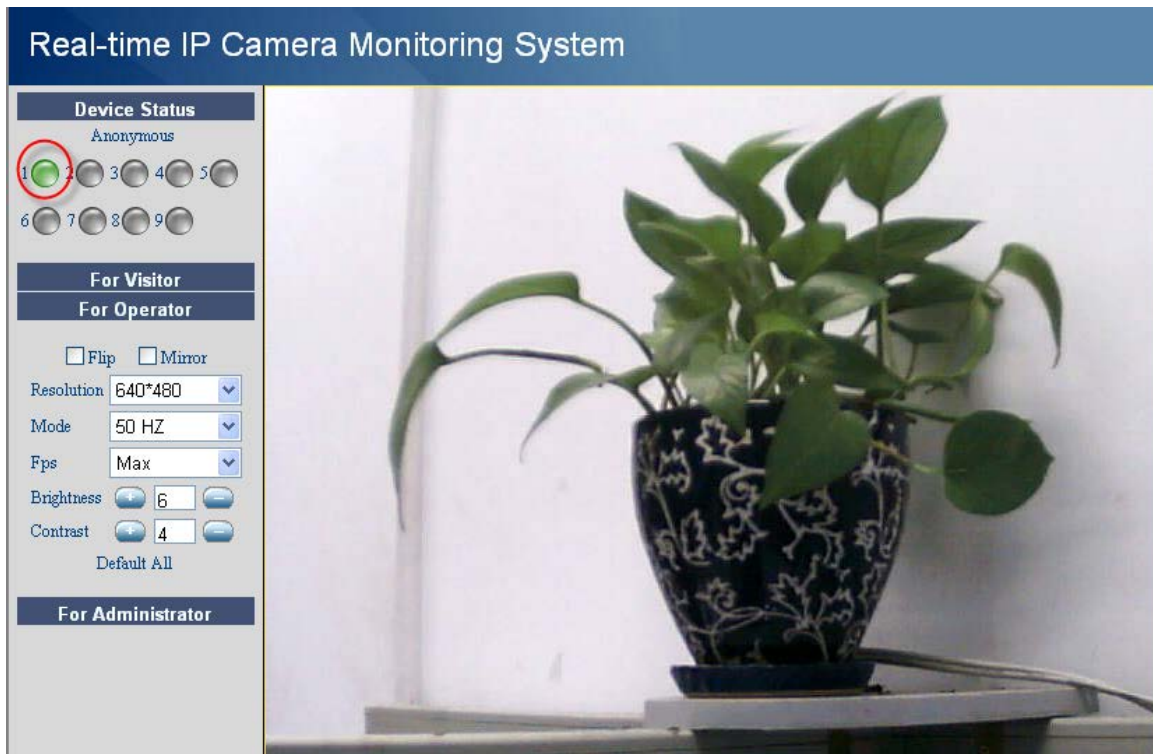 Real-time IP Camera Monitoring System
Device Status
Anonymous
1 2 3 4 5
6 7 8 9
For Visitor
For Operator
Flip Mirror
Resolution 640*480
Mode 50 HZ
Fps Max
Brightness + 6 −
Contrast + 4 −
Default All
For Administrator